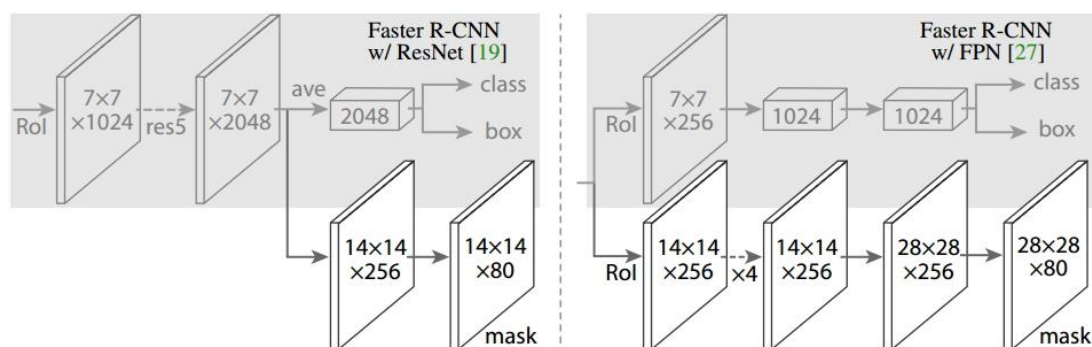 Faster R-CNN
w/ ResNet [19]
RoI
7×7
×1024
res5
7×7
×2048
ave
2048
class
box
14×14
×256
14×14
×80
mask
Faster R-CNN
w/ FPN [27]
RoI
7×7
×256
1024
1024
class
box
RoI
14×14
×256
×4
14×14
×256
28×28
×256
28×28
×80
mask